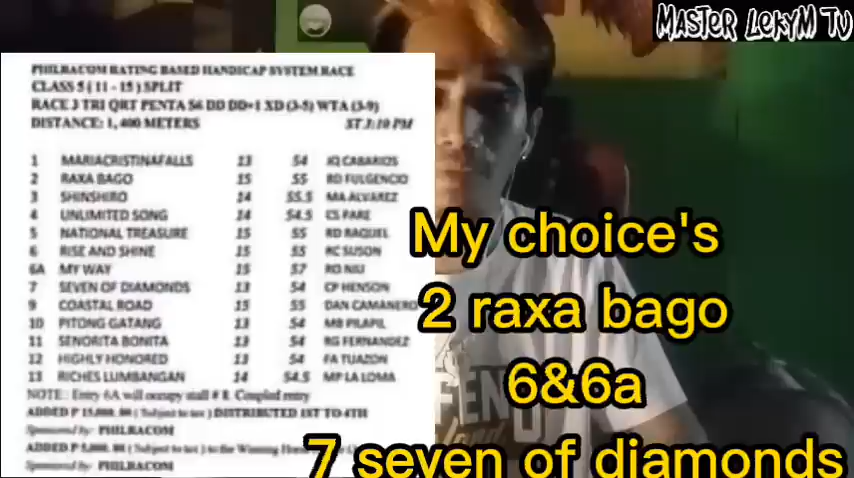 MASTER LEKYM TV
PHILRACOM RATING BASED HANDICAP SYSTEM RACE
CLASS 5 ( 11 - 15 ) SPLIT
RACE 3 TRI QRT PENTA S6 DD DD+1 XD (3-5) WTA (3-9)
DISTANCE: 1, 400 METERS ST 3:10 PM
1 MARIACRISTINAFALLS 13 54 JQ CABARIOS
2 RAXA BAGO 15 55 RD FULGENCIO
3 SHINSHIRO 14 55.5 MA ALVAREZ
4 UNLIMITED SONG 14 54.5 CS PARE
5 NATIONAL TREASURE 15 55 RD RAQUEL
6 RISE AND SHINE 15 55 RC SUSON
6A MY WAY 15 57 RO NIU
7 SEVEN OF DIAMONDS 13 54 CP HENSON
9 COASTAL ROAD 15 55 DAN CAMANERO
10 PITONG GATANG 13 54 MB PILAPIL
11 SENORITA BONITA 13 54 RG FERNANDEZ
12 HIGHLY HONORED 13 54 FA TUAZON
13 RICHES LUMBANGAN 14 54.5 MP LA LOMA
NOTE: Entry 6A will occupy stall # 8. Coupled entry
ADDED P 15,000. 00 ( Subject to tax ) DISTRIBUTED 1ST TO 4TH
Sponsored by: PHILRACOM
ADDED P 5,000. 00 ( Subject to tax ) to the Winning Horse
Sponsored by: PHILRACOM
My choice's
2 raxa bago
6&6a
7 seven of diamonds